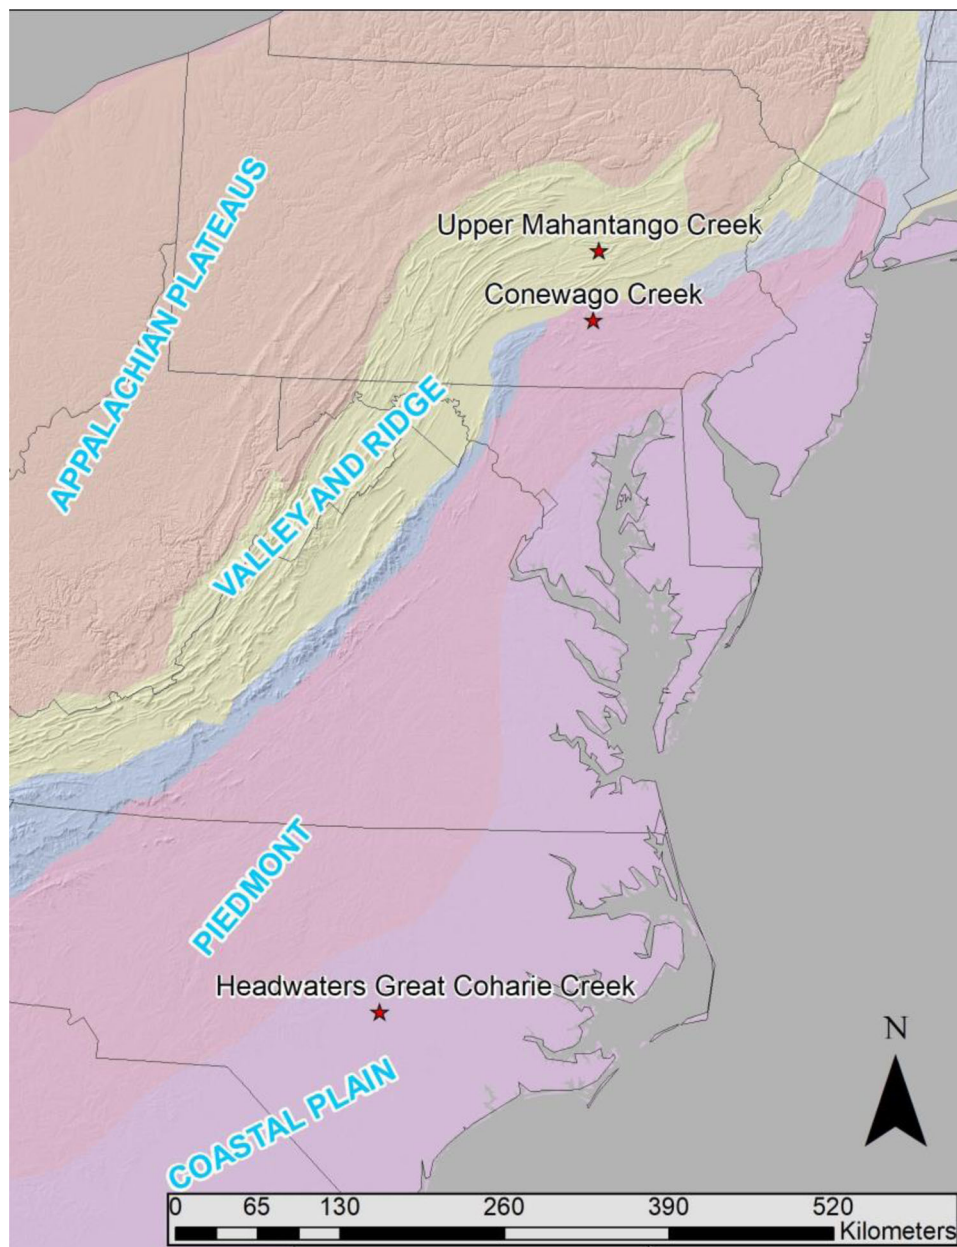 APPALACHIAN PLATEAUS
Upper Mahantango Creek
Conewago Creek
VALLEY AND RIDGE
PIEDMONT
Headwaters Great Coharie Creek
COASTAL PLAIN
N
0 65 130 260 390 520
Kilometers